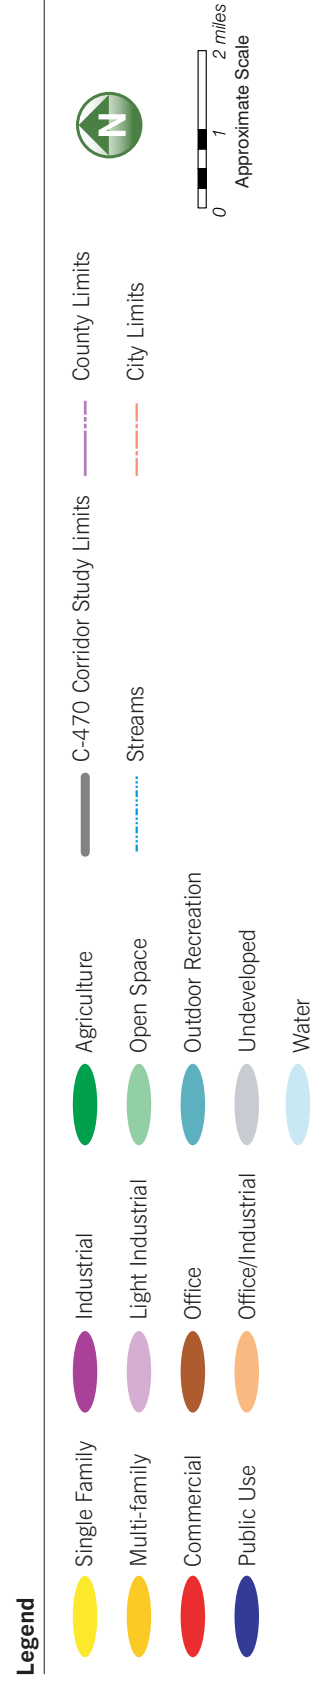 Legend
Single Family
Multi-family
Commercial
Public Use
Industrial
Light Industrial
Office
Office/Industrial
Agriculture
Open Space
Outdoor Recreation
Undeveloped
Water
C-470 Corridor Study Limits
Streams
County Limits
City Limits
N
0 1 2 miles
Approximate Scale